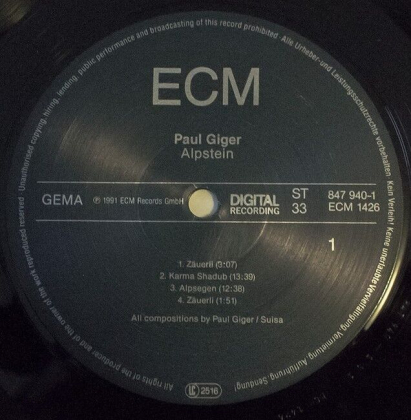 All rights of the producer and of the owner of the work reproduced reserved · Unauthorised copying, hiring, lending, public performance and broadcasting of this record prohibited · Alle Urheber- und Leistungsschutzrechte vorbehalten. Kein Verleih! Keine unerlaubte Vervielfältigung, Vermietung, Aufführung, Sendung!
ECM
Paul Giger
Alpstein
GEMA ℗ 1991 ECM Records GmbH DIGITAL RECORDING ST 33 847 940-1 ECM 1426
1
1. Zäuerli (3:07)
2. Karma Shadub (13:39)
3. Alpsegen (12:38)
4. Zäuerli (1:51)
All compositions by Paul Giger / Suisa
LC 2516